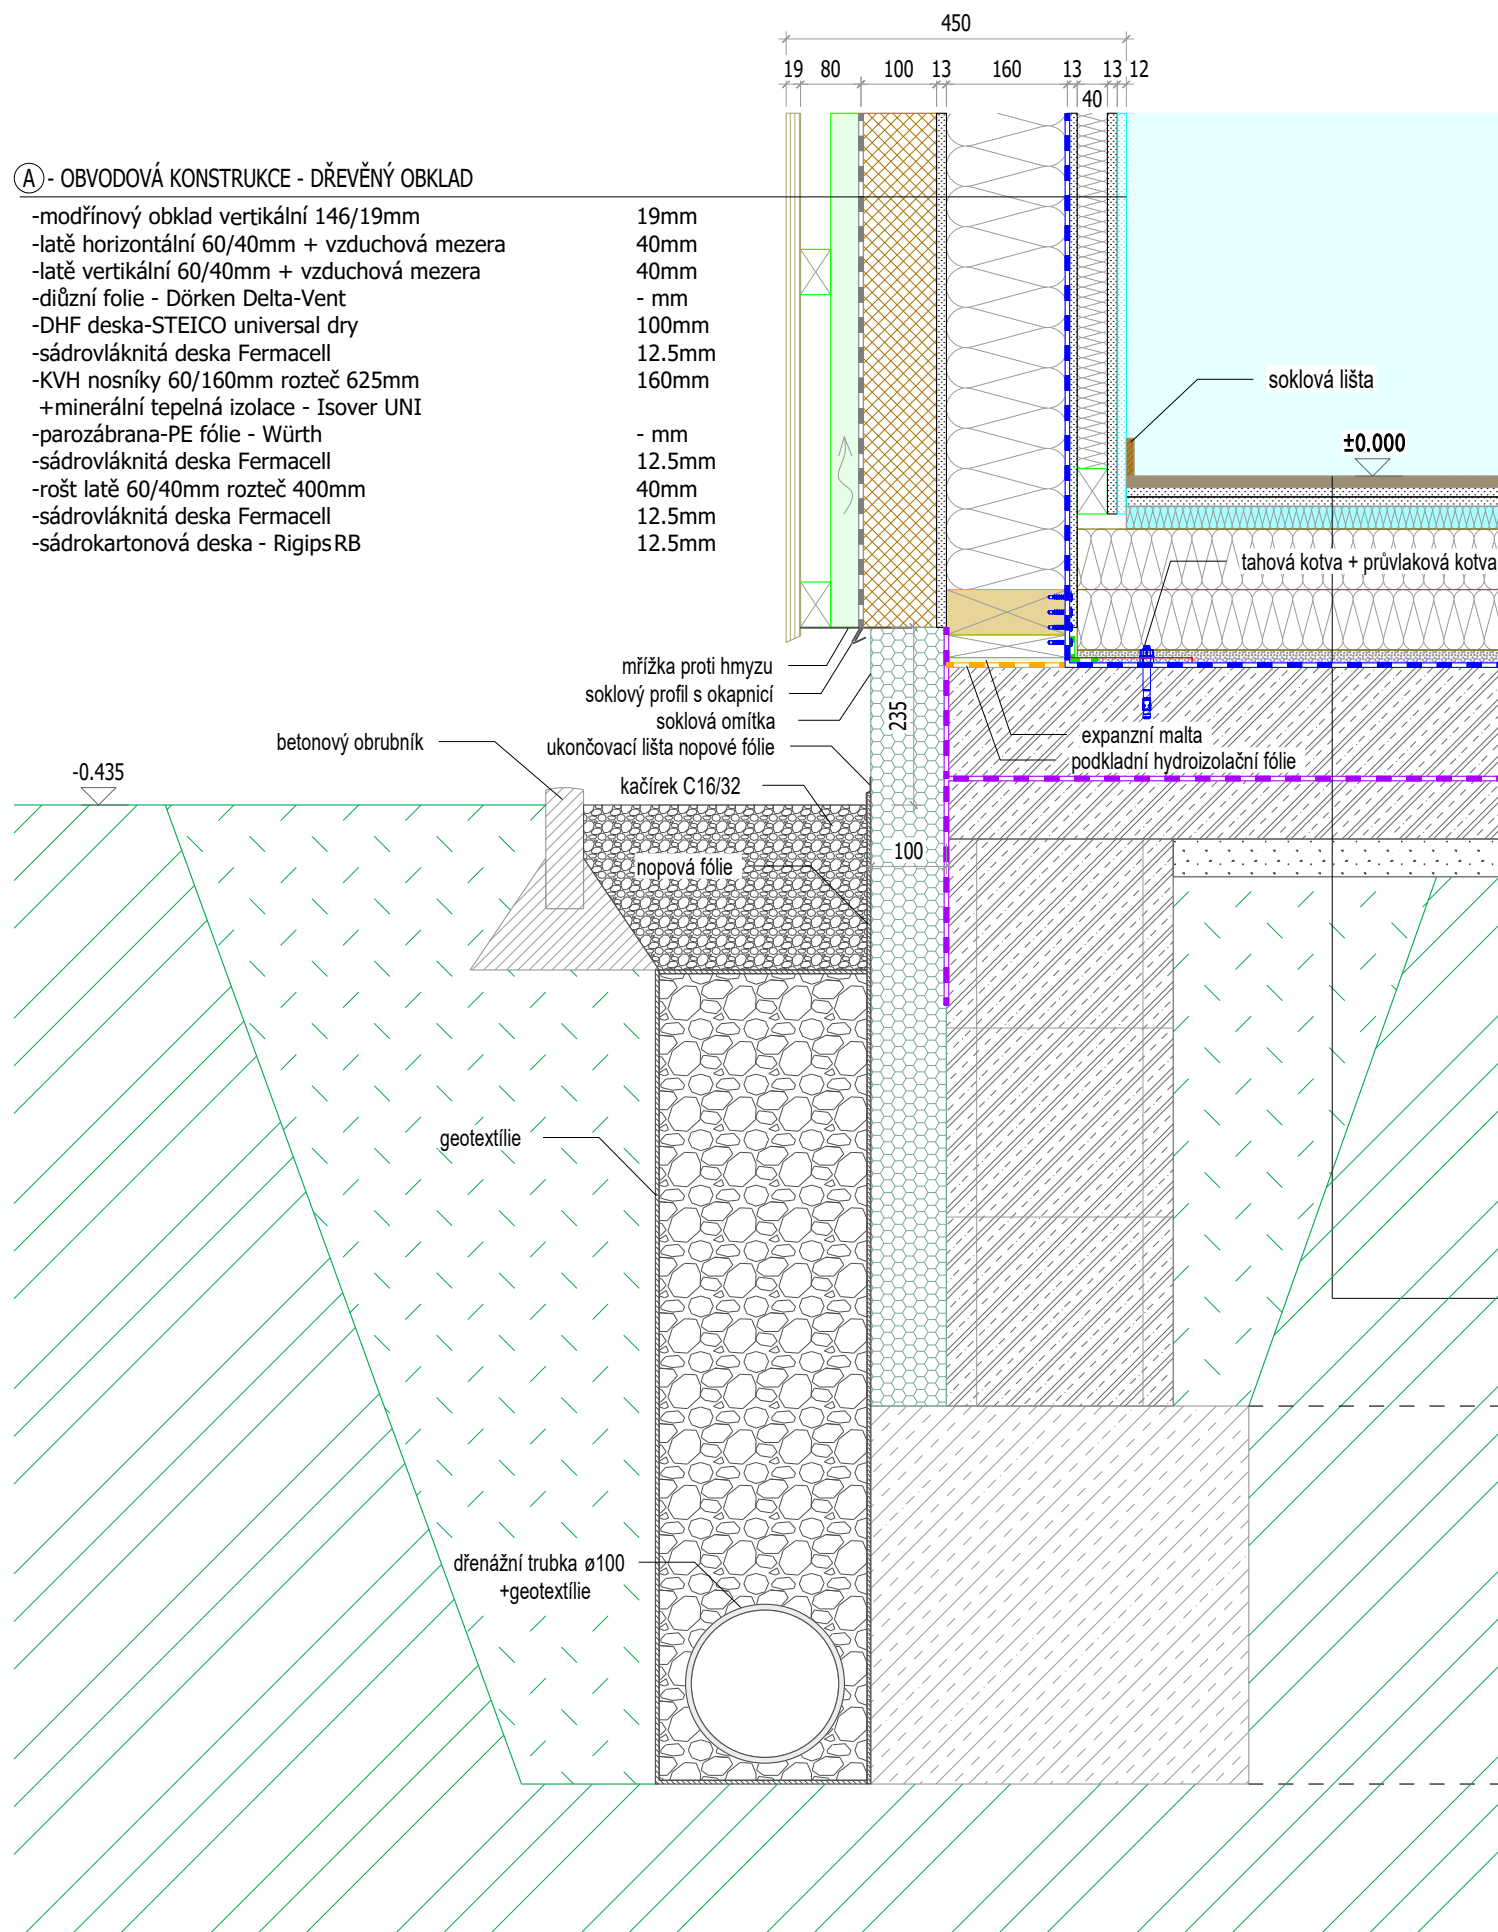 450
19 80 100 13 160 13 13 12
40
Ⓐ - OBVODOVÁ KONSTRUKCE - DŘEVĚNÝ OBKLAD
-modřínový obklad vertikální 146/19mm 19mm
-latě horizontální 60/40mm + vzduchová mezera 40mm
-latě vertikální 60/40mm + vzduchová mezera 40mm
-diůzní folie - Dörken Delta-Vent - mm
-DHF deska-STEICO universal dry 100mm
-sádrovláknitá deska Fermacell 12.5mm
-KVH nosníky 60/160mm rozteč 625mm 160mm
+minerální tepelná izolace - Isover UNI
-parozábrana-PE fólie - Würth - mm
-sádrovláknitá deska Fermacell 12.5mm
-rošt latě 60/40mm rozteč 400mm 40mm
-sádrovláknitá deska Fermacell 12.5mm
-sádrokartonová deska - Rigips RB 12.5mm
soklová lišta
±0.000
tahová kotva + průvlaková kotva
mřížka proti hmyzu
soklový profil s okapnicí
soklová omítka
ukončovací lišta nopové fólie
kačírek C16/32
235
expanzní malta
podkladní hydroizolační fólie
betonový obrubník
-0.435
100
nopová fólie
geotextílie
dřenážní trubka ø100
+geotextílie